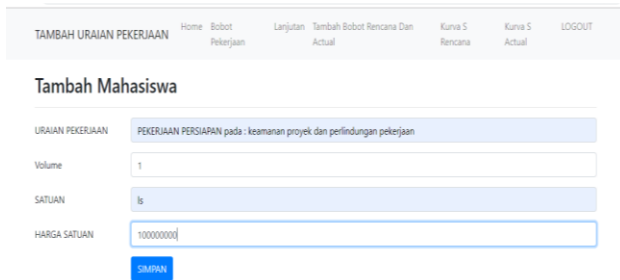 TAMBAH URAIAN PEKERJAAN Home Bobot Pekerjaan Lanjutan Tambah Bobot Rencana Dan Actual Kurva S Rencana Kurva S Actual LOGOUT
Tambah Mahasiswa
URAIAN PEKERJAAN PEKERJAAN PERSIAPAN pada : keamanan proyek dan perlindungan pekerjaan
Volume 1
SATUAN ls
HARGA SATUAN 100000000
SIMPAN